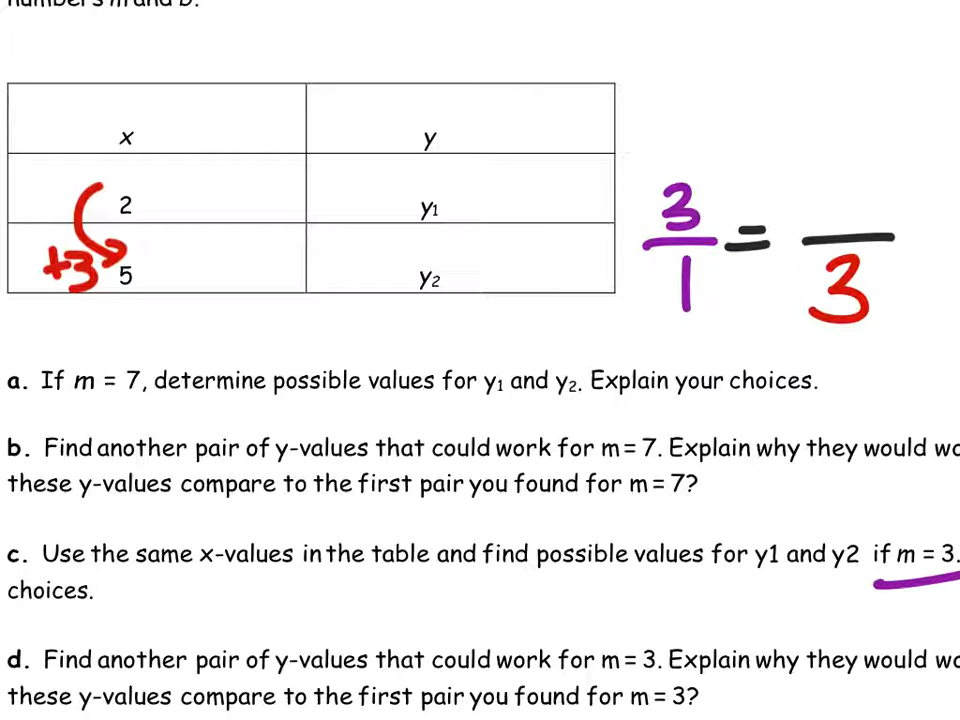 x y
2 y1
+3 5 y2
3/1 = /3
a. If m = 7, determine possible values for y1 and y2. Explain your choices.
b. Find another pair of y-values that could work for m = 7. Explain why they would
these y-values compare to the first pair you found for m = 7?
c. Use the same x-values in the table and find possible values for y1 and y2 if m = 3.
choices.
d. Find another pair of y-values that could work for m = 3. Explain why they would
these y-values compare to the first pair you found for m = 3?